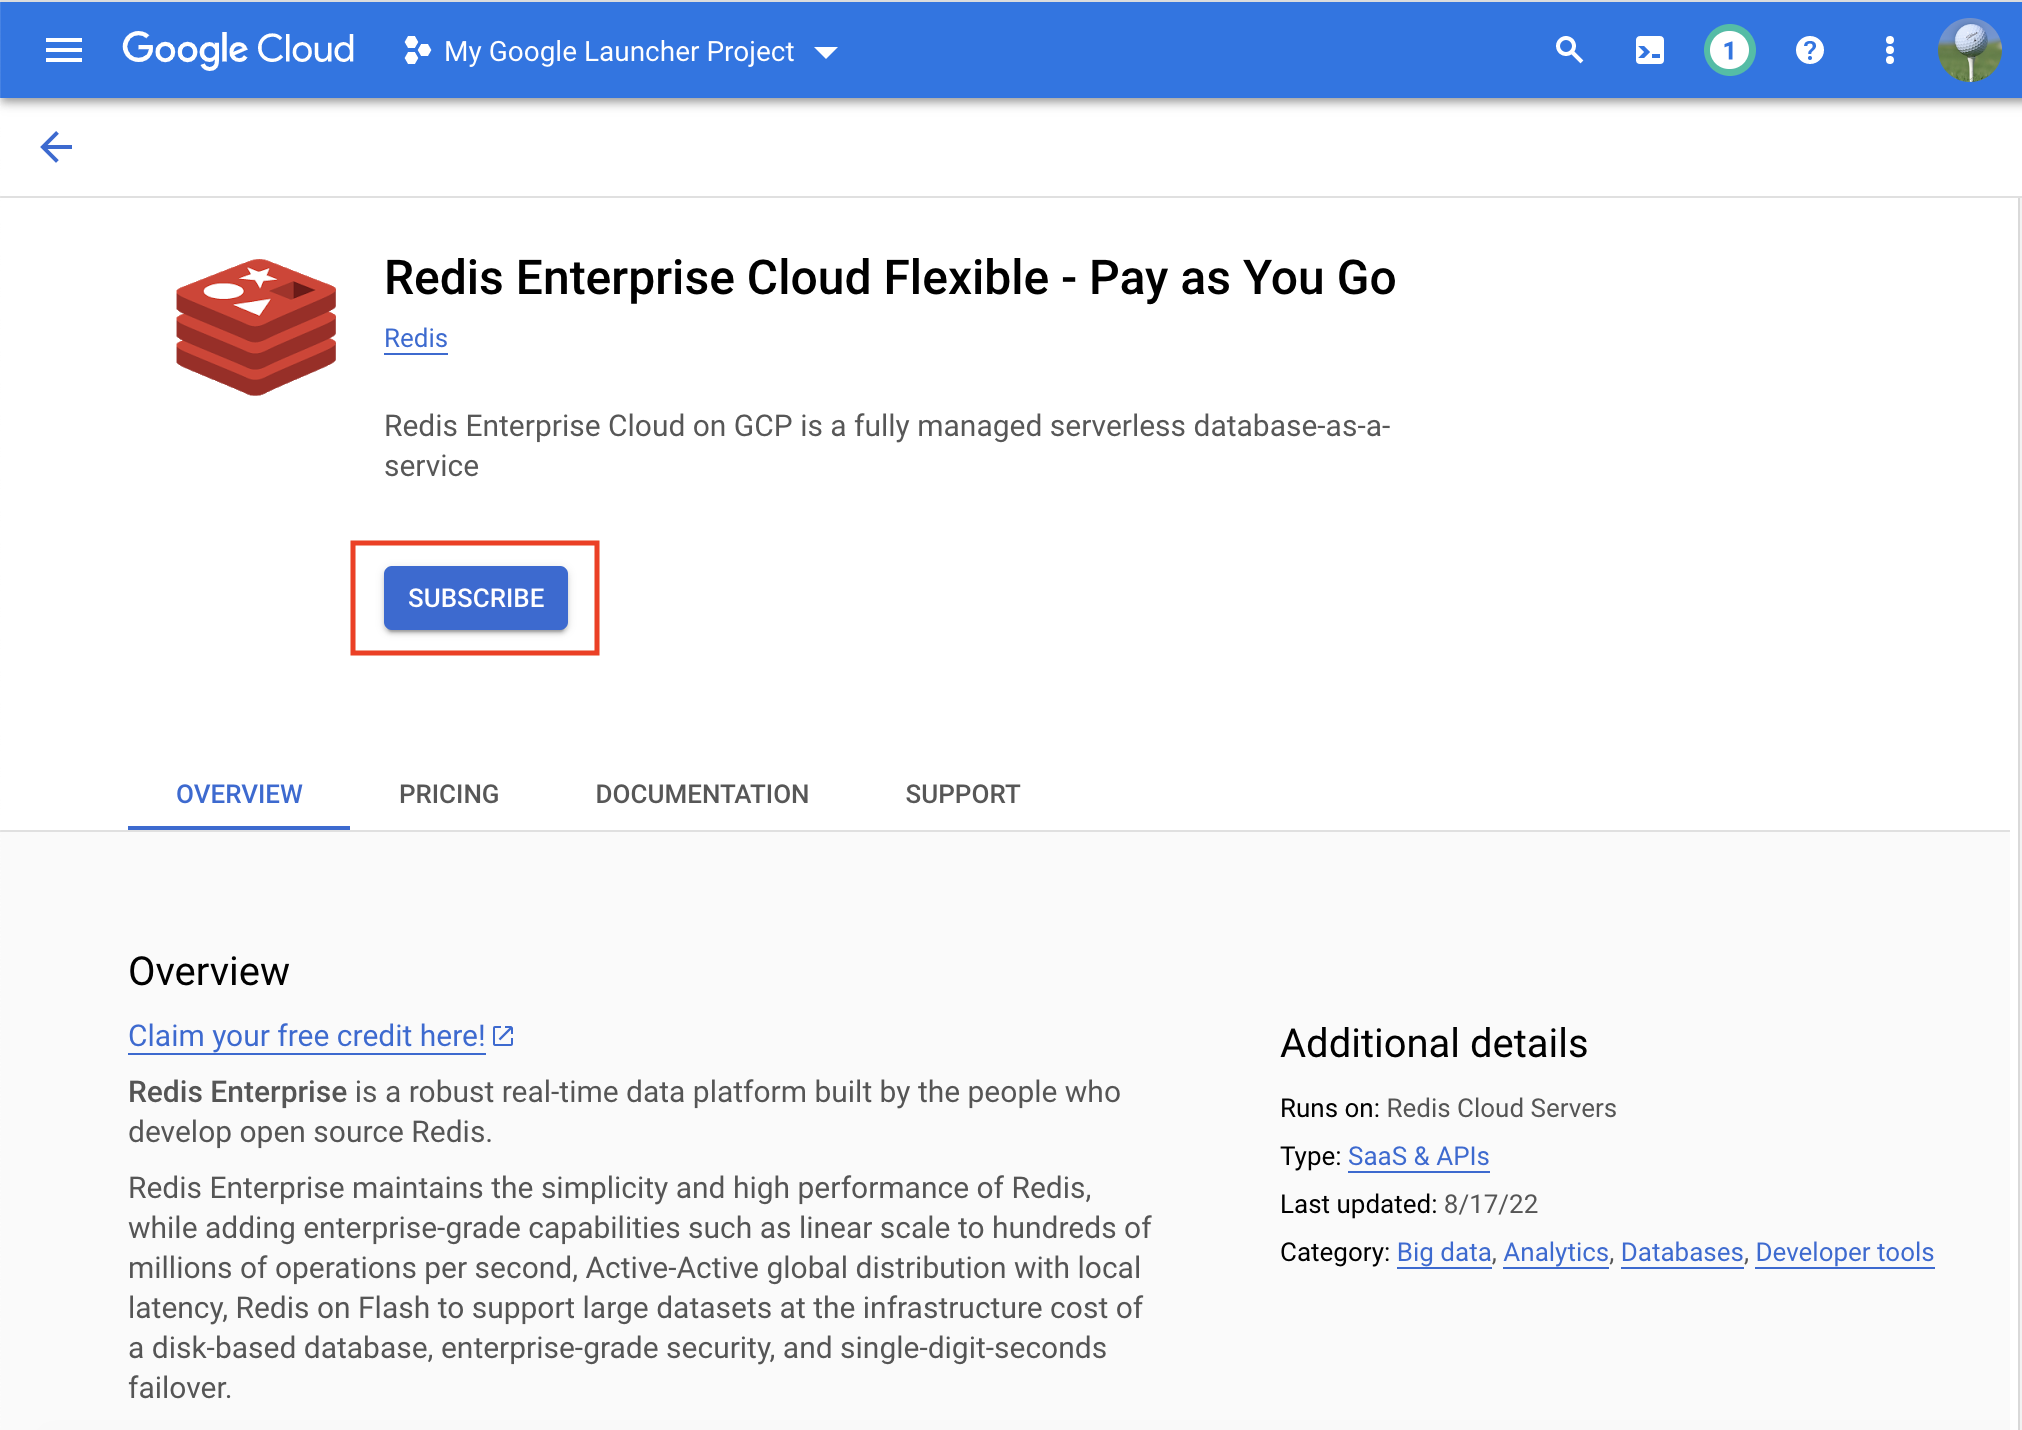 Google Cloud
My Google Launcher Project
1
Redis Enterprise Cloud Flexible - Pay as You Go
Redis
Redis Enterprise Cloud on GCP is a fully managed serverless database-as-a-
service
SUBSCRIBE
OVERVIEW
PRICING
DOCUMENTATION
SUPPORT
Overview
Claim your free credit here!
Redis Enterprise is a robust real-time data platform built by the people who
develop open source Redis.
Redis Enterprise maintains the simplicity and high performance of Redis,
while adding enterprise-grade capabilities such as linear scale to hundreds of
millions of operations per second, Active-Active global distribution with local
latency, Redis on Flash to support large datasets at the infrastructure cost of
a disk-based database, enterprise-grade security, and single-digit-seconds
failover.
Additional details
Runs on: Redis Cloud Servers
Type: SaaS & APIs
Last updated: 8/17/22
Category: Big data, Analytics, Databases, Developer tools